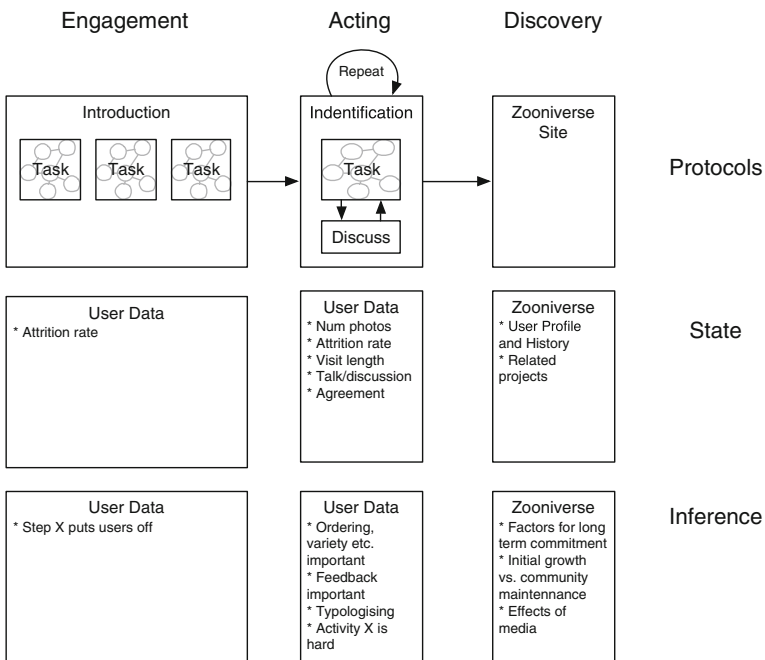 Engagement
Acting
Discovery
Repeat
Introduction
Task
Task
Task
Indentification
Task
Discuss
Zooniverse
Site
Protocols
User Data
* Attrition rate
User Data
* Num photos
* Attrition rate
* Visit length
* Talk/discussion
* Agreement
Zooniverse
* User Profile
and History
* Related
projects
State
User Data
* Step X puts users off
User Data
* Ordering,
variety etc.
important
* Feedback
important
* Typologising
* Activity X is
hard
Zooniverse
* Factors for long
term commitment
* Initial growth
vs. community
maintennance
* Effects of
media
Inference